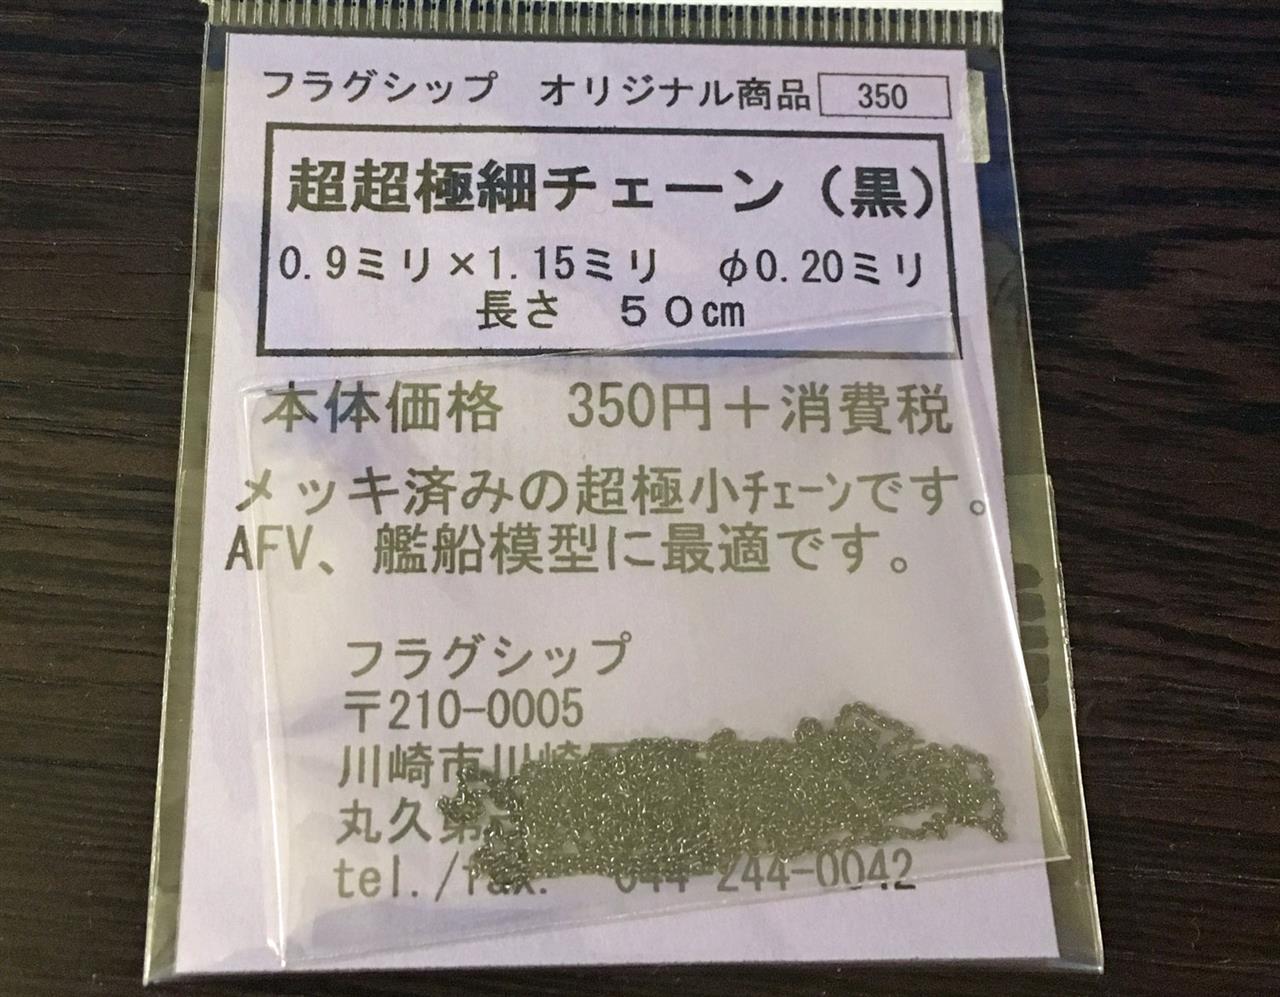 フラグシップ　オリジナル商品 350
超超極細チェーン（黒）
0.9ミリ×1.15ミリ　φ0.20ミリ
長さ　５０㎝
本体価格　350円＋消費税
メッキ済みの超極小ﾁｪｰﾝです。
AFV、艦船模型に最適です。
フラグシップ
〒210-0005
川崎市川崎
丸久第
tel./fax.　044-244-0042